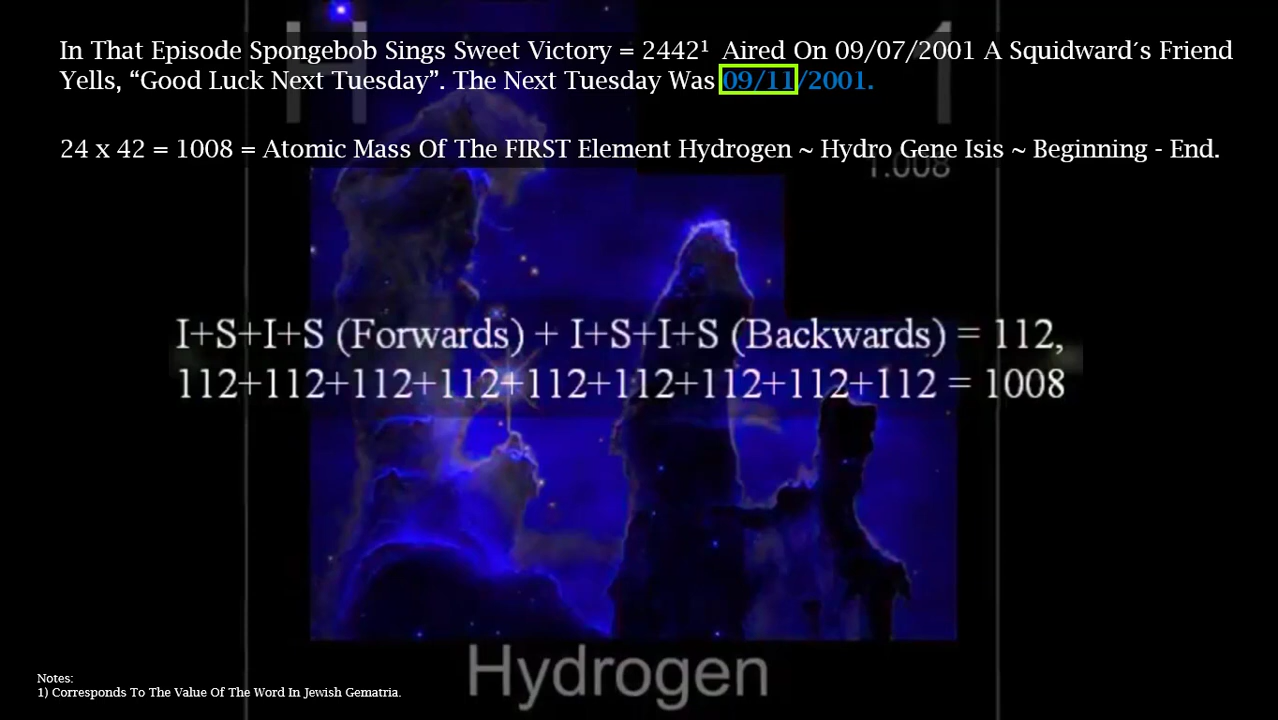 H 1
In That Episode Spongebob Sings Sweet Victory = 2442¹ Aired On 09/07/2001 A Squidward´s Friend
Yells, “Good Luck Next Tuesday”. The Next Tuesday Was 09/11/2001.
24 x 42 = 1008 = Atomic Mass Of The FIRST Element Hydrogen ~ Hydro Gene Isis ~ Beginning - End.
1.008
I+S+I+S (Forwards) + I+S+I+S (Backwards) = 112,
112+112+112+112+112+112+112+112+112 = 1008
Hydrogen
Notes:
1) Corresponds To The Value Of The Word In Jewish Gematria.